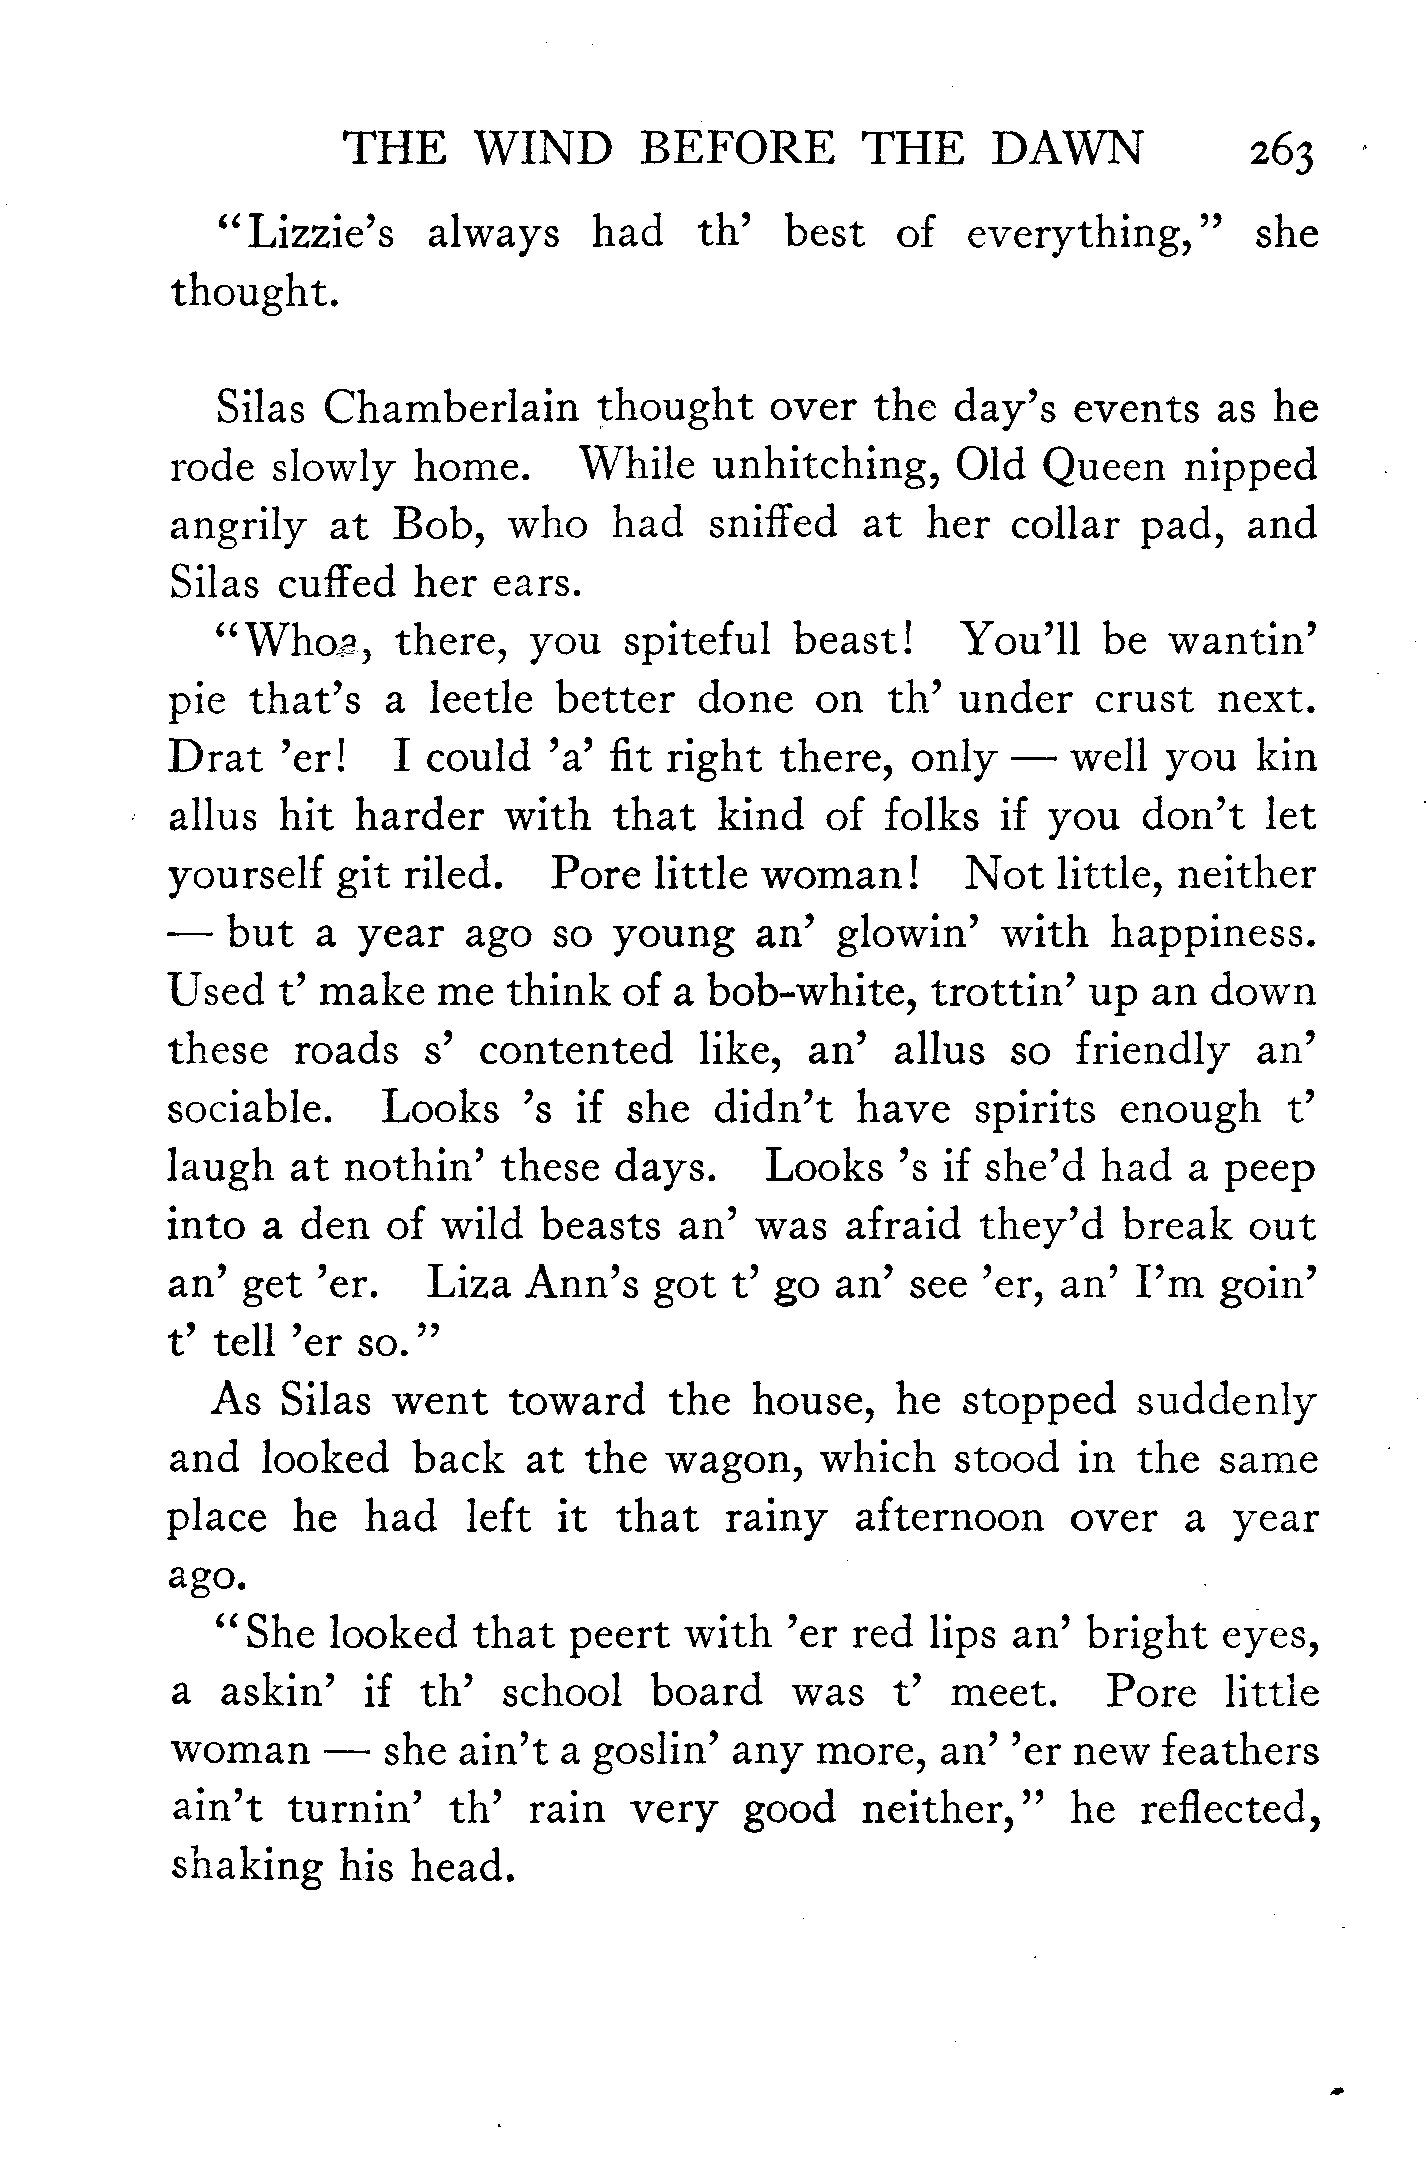 THE WIND BEFORE THE DAWN 263
“Lizzie’s always had th’ best of everything,” she
thought.
Silas Chamberlain thought over the day’s events as he
rode slowly home. While unhitching, Old Queen nipped
angrily at Bob, who had sniffed at her collar pad, and
Silas cuffed her ears.
“Whoa, there, you spiteful beast! You’ll be wantin’
pie that’s a leetle better done on th’ under crust next.
Drat ’er! I could ’a’ fit right there, only — well you kin
allus hit harder with that kind of folks if you don’t let
yourself git riled. Pore little woman! Not little, neither
— but a year ago so young an’ glowin’ with happiness.
Used t’ make me think of a bob-white, trottin’ up an down
these roads s’ contented like, an’ allus so friendly an’
sociable. Looks ’s if she didn’t have spirits enough t’
laugh at nothin’ these days. Looks ’s if she’d had a peep
into a den of wild beasts an’ was afraid they’d break out
an’ get ’er. Liza Ann’s got t’ go an’ see ’er, an’ I’m goin’
t’ tell ’er so.”
As Silas went toward the house, he stopped suddenly
and looked back at the wagon, which stood in the same
place he had left it that rainy afternoon over a year
ago.
“She looked that peert with ’er red lips an’ bright eyes,
a askin’ if th’ school board was t’ meet. Pore little
woman — she ain’t a goslin’ any more, an’ ’er new feathers
ain’t turnin’ th’ rain very good neither,” he reflected,
shaking his head.